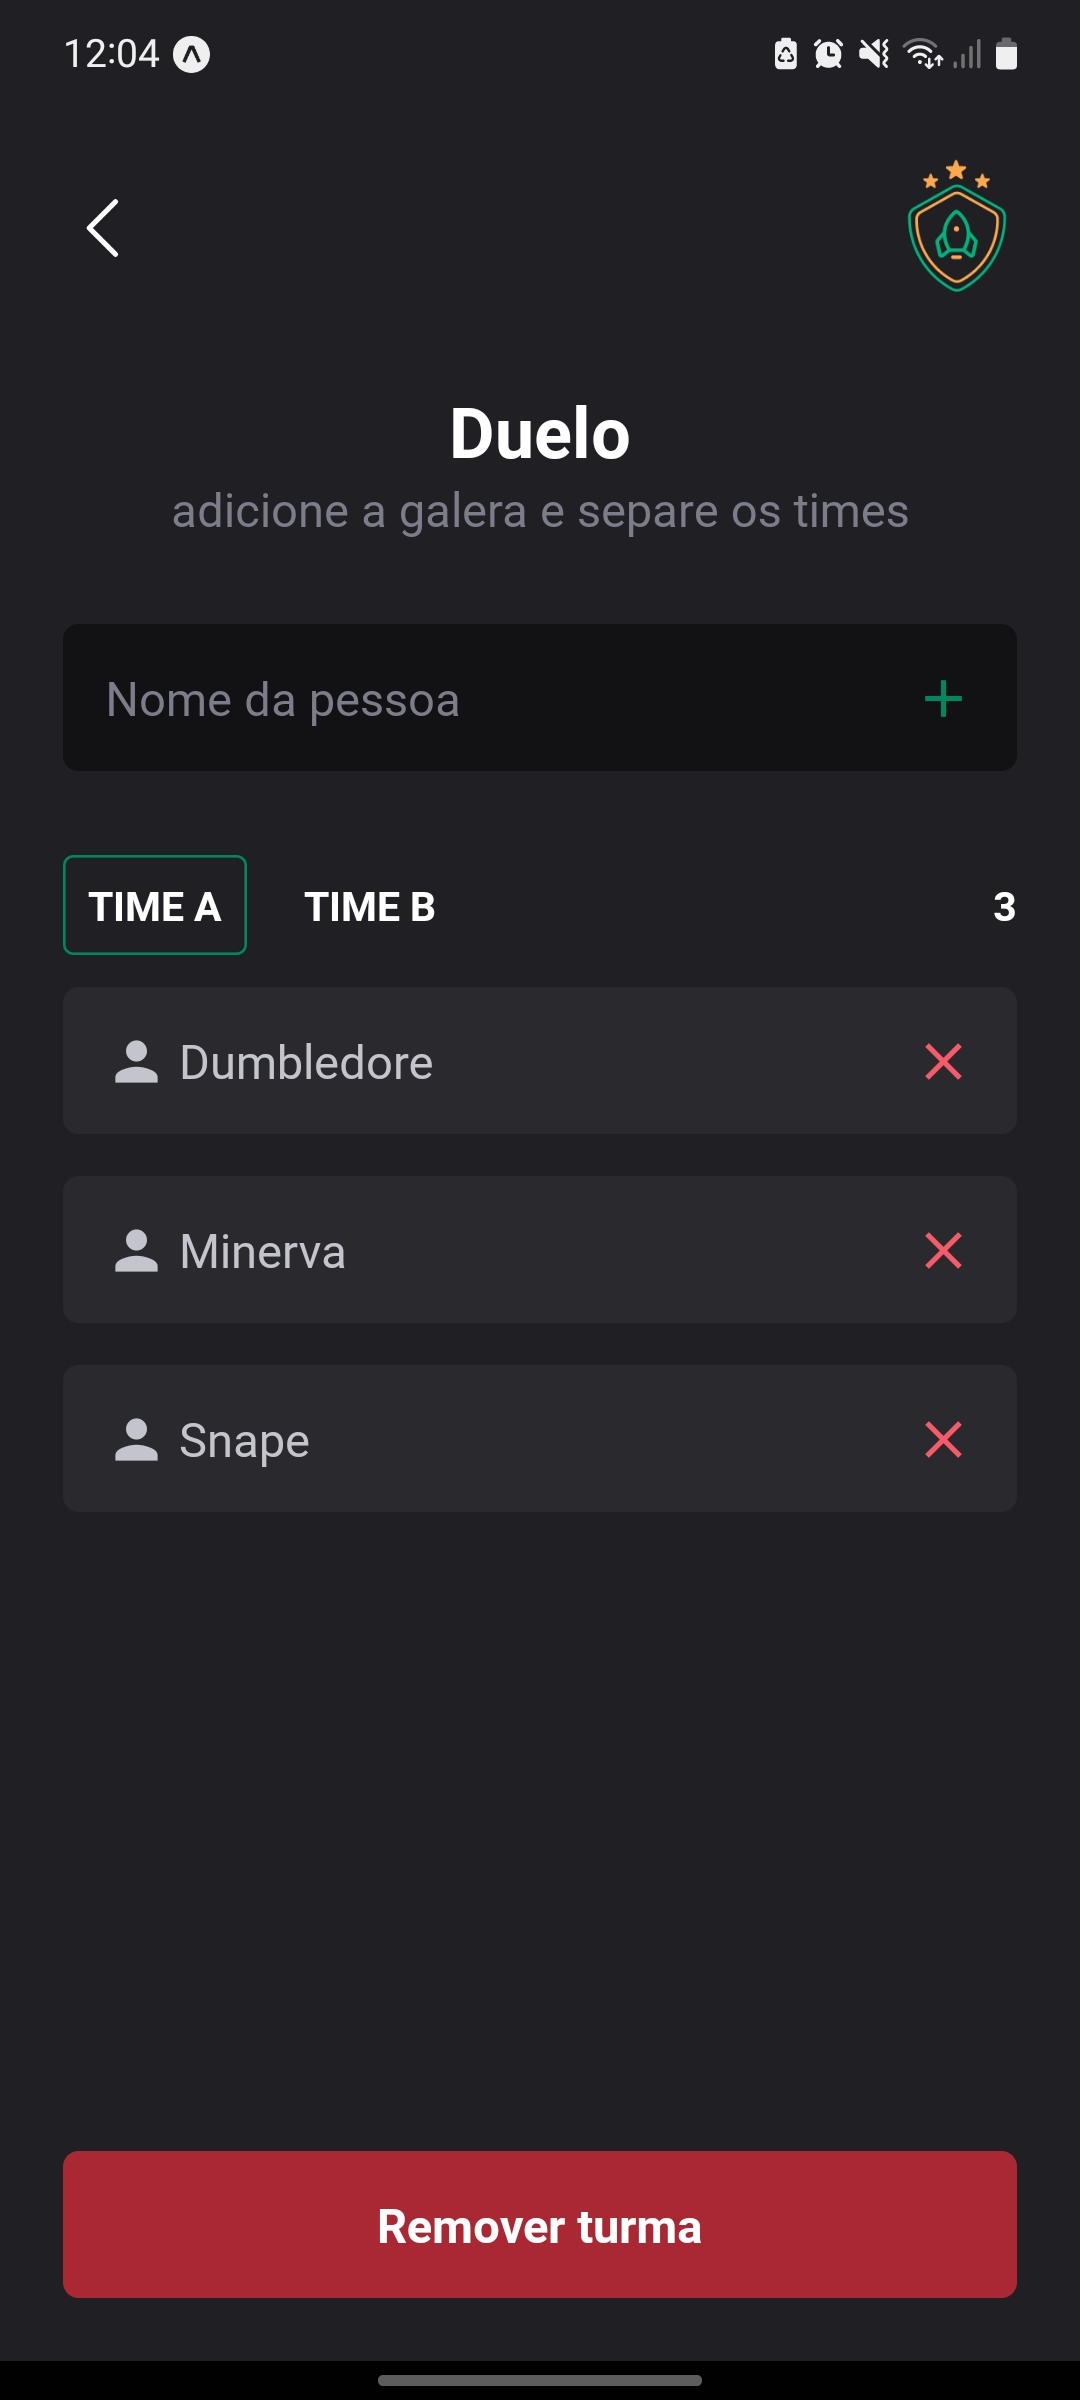 12:04
Duelo
adicione a galera e separe os times
Nome da pessoa
TIME A TIME B 3
Dumbledore
Minerva
Snape
Remover turma